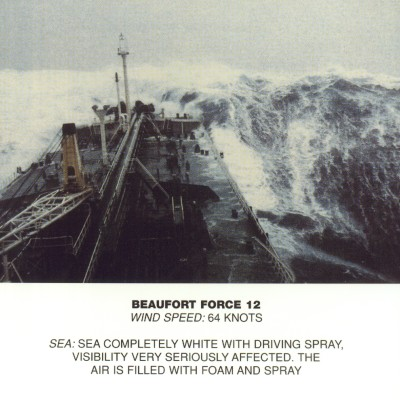 BEAUFORT FORCE 12
WIND SPEED: 64 KNOTS
SEA: SEA COMPLETELY WHITE WITH DRIVING SPRAY,
VISIBILITY VERY SERIOUSLY AFFECTED. THE
AIR IS FILLED WITH FOAM AND SPRAY